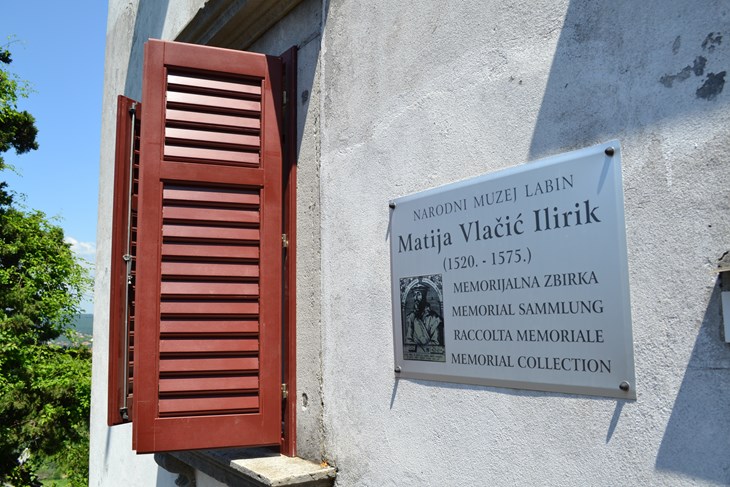 NARODNI MUZEJ LABIN
Matija Vlačić Ilirik
(1520. - 1575.)
MEMORIJALNA ZBIRKA
MEMORIAL SAMMLUNG
RACCOLTA MEMORIALE
MEMORIAL COLLECTION